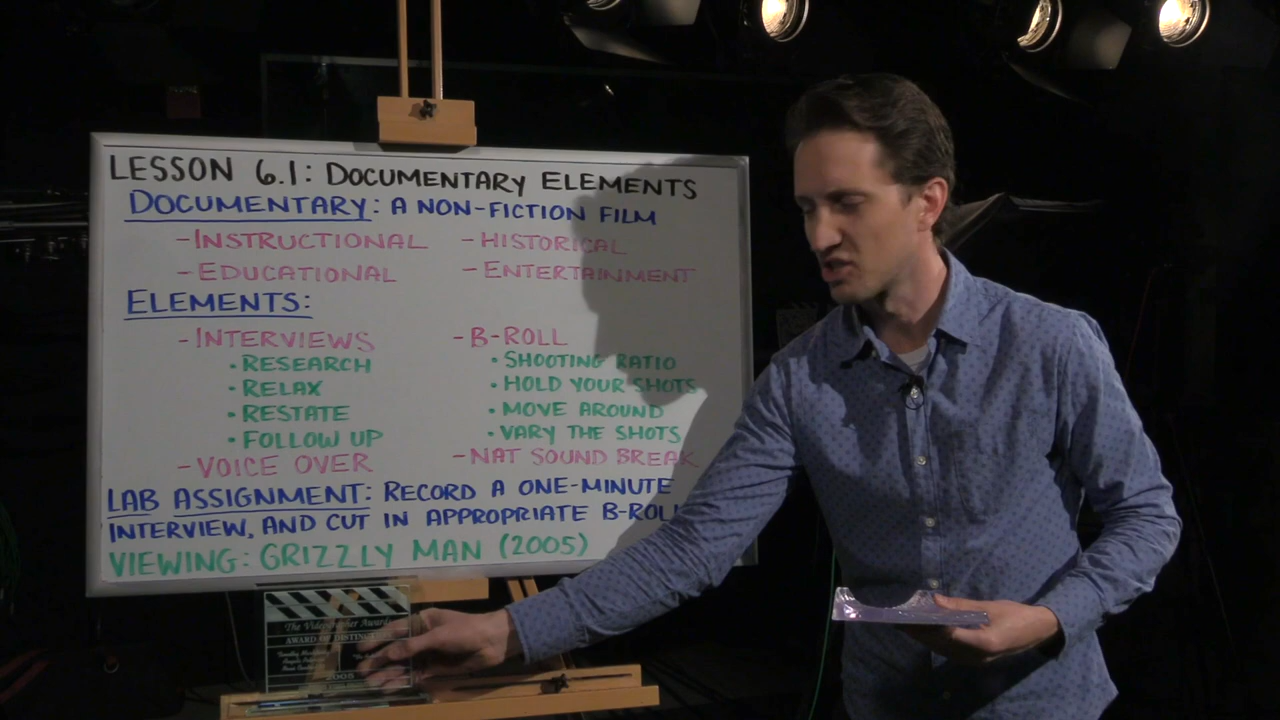 LESSON 6.1: DOCUMENTARY ELEMENTS
DOCUMENTARY: A NON-FICTION FILM
- INSTRUCTIONAL - HISTORICAL
- EDUCATIONAL - ENTERTAINMENT
ELEMENTS:
- INTERVIEWS - B-ROLL
• RESEARCH • SHOOTING RATIO
• RELAX • HOLD YOUR SHOTS
• RESTATE • MOVE AROUND
• FOLLOW UP • VARY THE SHOTS
- VOICE OVER - NAT SOUND BREAK
LAB ASSIGNMENT: RECORD A ONE-MINUTE
INTERVIEW, AND CUT IN APPROPRIATE B-ROLL
VIEWING: GRIZZLY MAN (2005)
The Videographer Awards
AWARD OF
2008